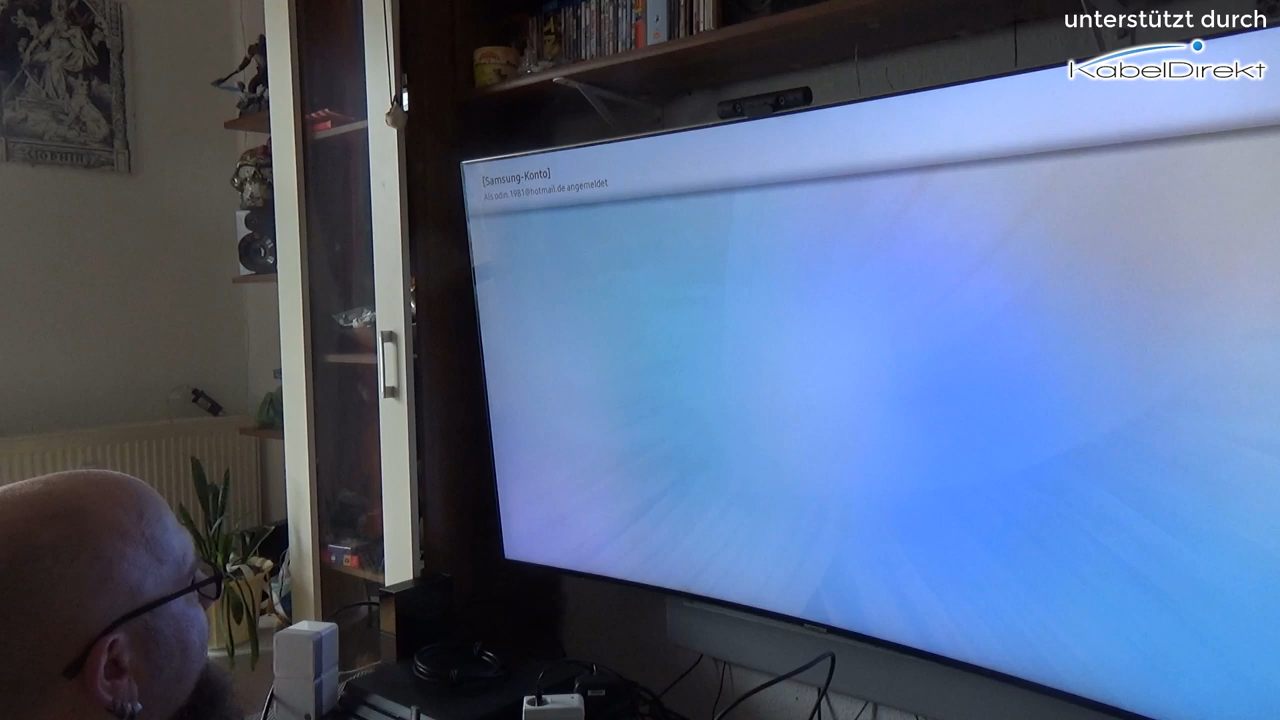 unterstützt durch
KabelDirekt
[Samsung-Konto]
Als odin.1981@hotmail.de angemeldet